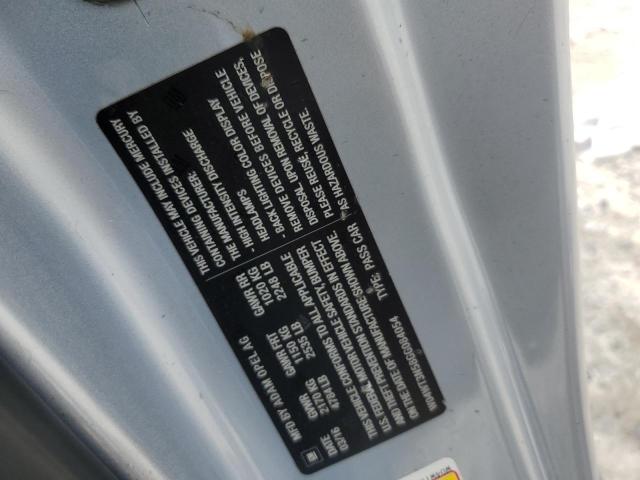 MFD BY ADAM OPEL AG
DATE GVWR GAWR FRT GAWR RR
03/16 2170 KG 1150 KG 1020 KG
4784 LB 2535 LB 2248 LB
THIS VEHICLE CONFORMS TO ALL APPLICABLE
U.S. FEDERAL MOTOR VEHICLE SAFETY, BUMPER
AND THEFT PREVENTION STANDARDS IN EFFECT
ON THE DATE OF MANUFACTURE SHOWN ABOVE.
TYPE: PASS CAR
THIS VEHICLE MAY INCLUDE MERCURY
CONTAINING DEVICES INSTALLED BY
THE MANUFACTURER:
- HIGH INTENSITY DISCHARGE
HEADLAMPS
- BACK LIGHTING COLOR DISPLAY
REMOVE DEVICES BEFORE VEHICLE
DISPOSAL. UPON REMOVAL OF DEVICES,
PLEASE REUSE, RECYCLE OR DISPOSE
AS HAZARDOUS WASTE.